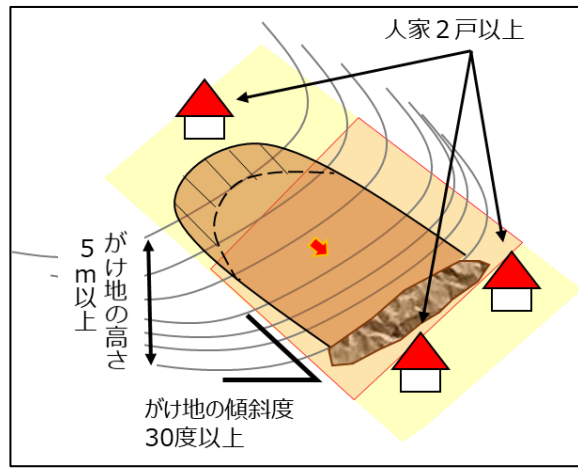 人家２戸以上
がけ地の高さ
５ｍ以上
がけ地の傾斜度
30度以上